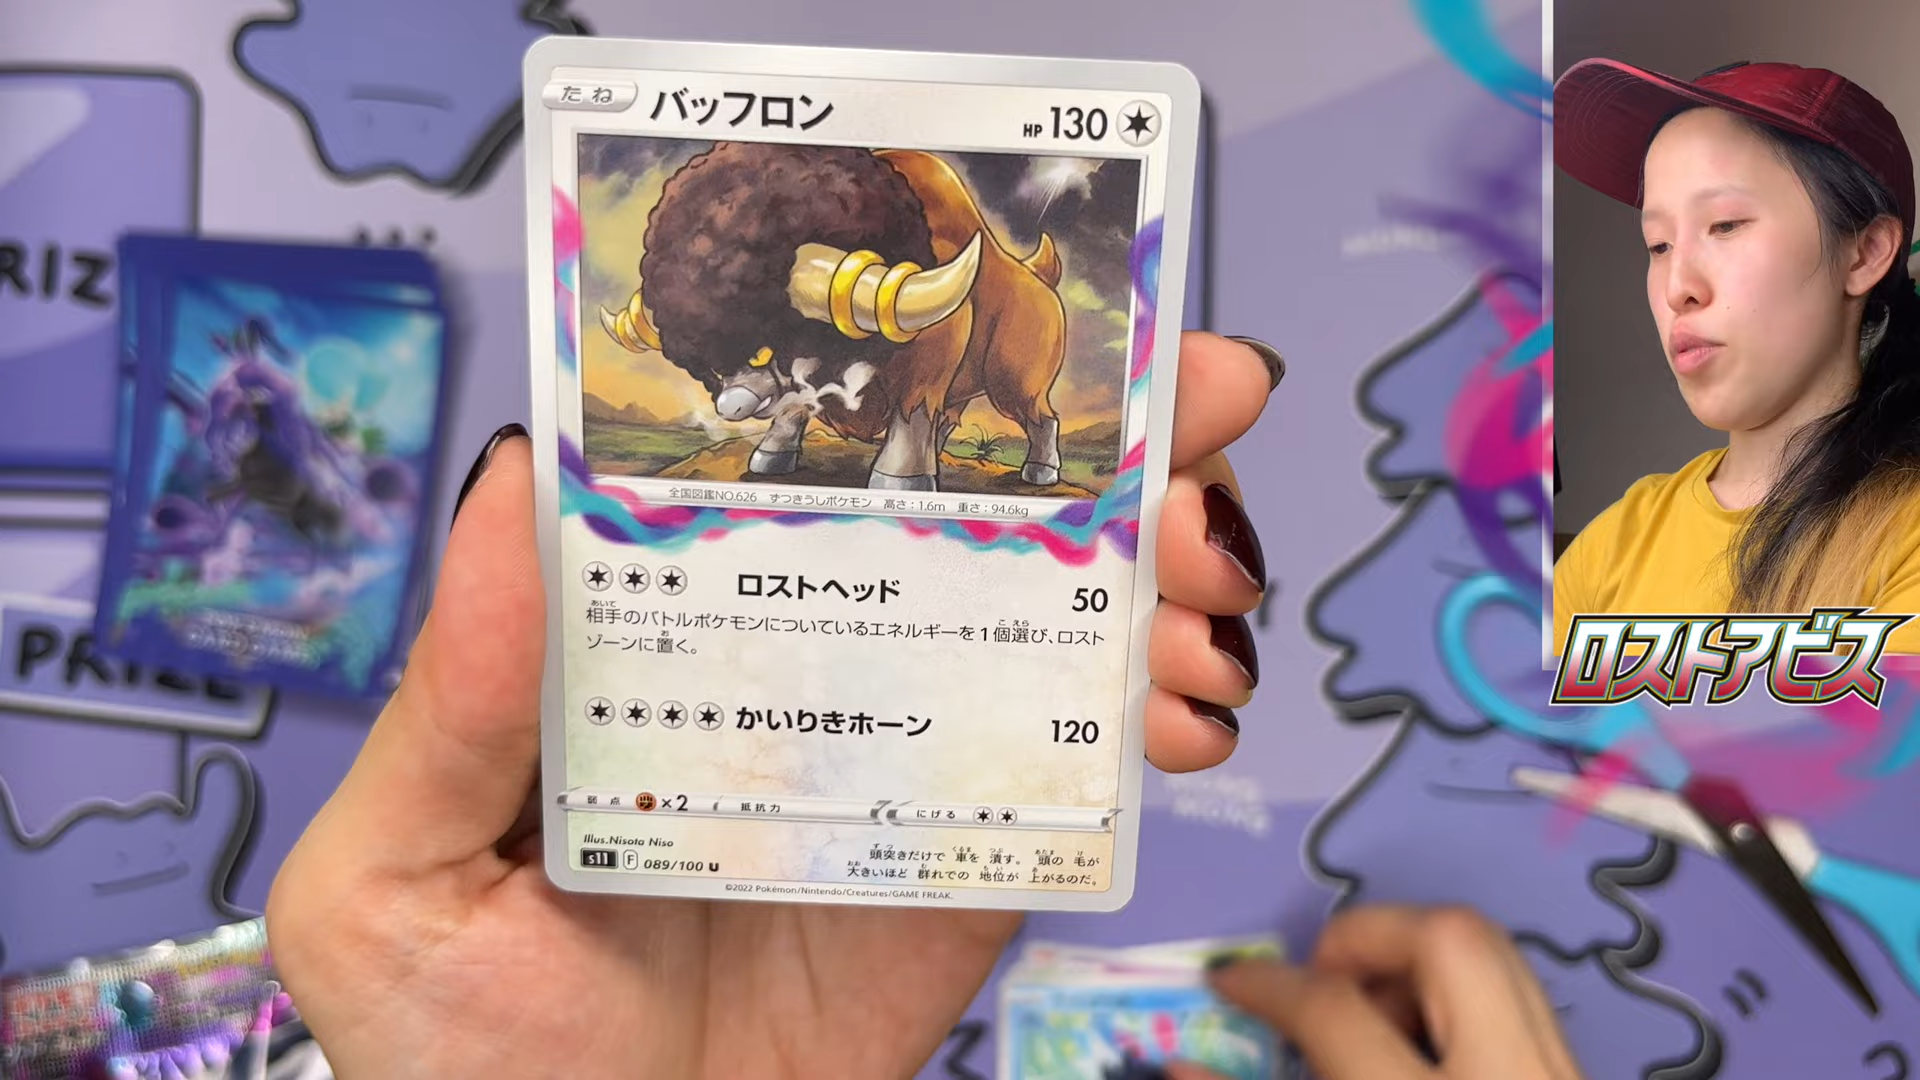 たね バッフロン HP 130
全国図鑑NO.626 ずつきうしポケモン 高さ:1.6m 重さ:94.6kg
ロストヘッド 50
相手のバトルポケモンについているエネルギーを1個選び、ロスト
ゾーンに置く。
かいりきホーン 120
弱点 ×2 抵抗力 にげる
Illus.Nisota Niso
s11 F 089/100 U
頭突きだけで 車を 潰す。 頭の 毛が
大きいほど 群れでの 地位が 上がるのだ。
©2022 Pokémon/Nintendo/Creatures/GAME FREAK.
RIZ
PRIZE
ロストアビス